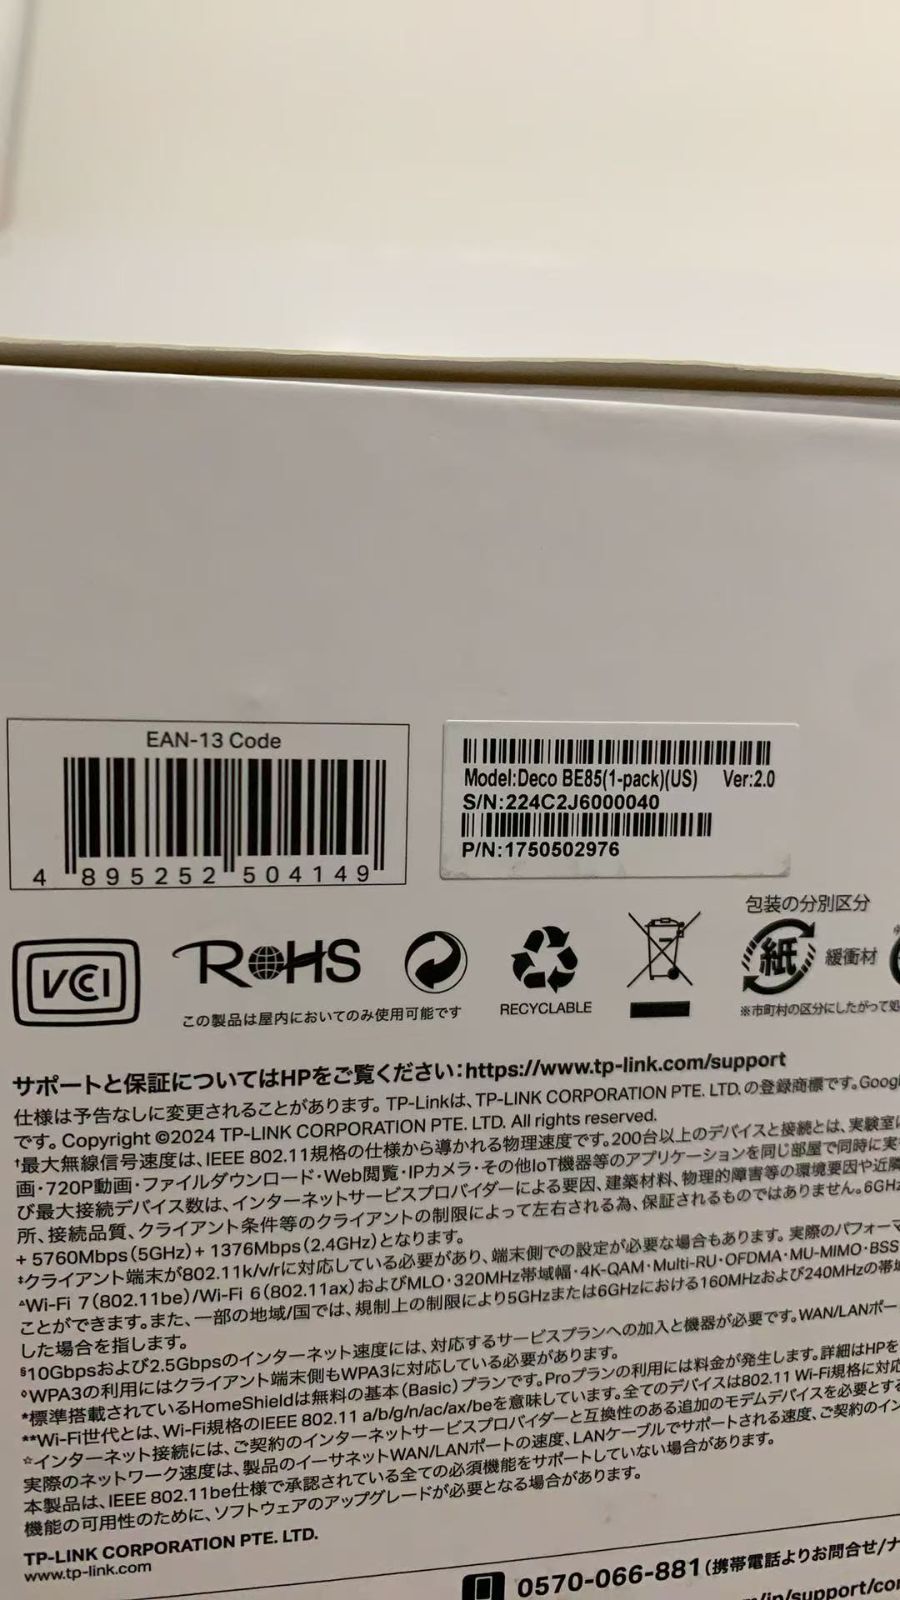 EAN-13 Code
4 895252 504149
Model:Deco BE85(1-pack)(US) Ver:2.0
S/N:224C2J6000040
P/N:1750502976
包装の分別区分
VCCI RoHS
紙 緩衝材
RECYCLABLE
この製品は屋内においてのみ使用可能です
※市町村の区分にしたがって処
サポートと保証についてはHPをご覧ください:https://www.tp-link.com/support
仕様は予告なしに変更されることがあります。TP-Linkは、TP-LINK CORPORATION PTE. LTD.の登録商標です。Google
です。Copyright ©2024 TP-LINK CORPORATION PTE. LTD. All rights reserved.
†最大無線信号速度は、IEEE 802.11規格の仕様から導かれる物理速度です。200台以上のデバイスと接続とは、実験室に
画・720P動画・ファイルダウンロード・Web閲覧・IPカメラ・その他IoT機器等のアプリケーションを同じ部屋で同時に実
び最大接続デバイス数は、インターネットサービスプロバイダーによる要因、建築材料、物理的障害等の環境要因や近隣
所、接続品質、クライアント条件等のクライアントの制限によって左右される為、保証されるものではありません。6GHz
+ 5760Mbps(5GHz)+ 1376Mbps(2.4GHz)となります。
‡クライアント端末が802.11k/v/rに対応している必要があり、端末側での設定が必要な場合もあります。実際のパフォーマ
△Wi-Fi 7(802.11be)/Wi-Fi 6(802.11ax)およびMLO・320MHz帯域幅・4K-QAM・Multi-RU・OFDMA・MU-MIMO・BSS
ことができます。また、一部の地域/国では、規制上の制限により5GHzまたは6GHzにおける160MHzおよび240MHzの帯域
した場合を指します。
§10Gbpsおよび2.5Gbpsのインターネット速度には、対応するサービスプランへの加入と機器が必要です。WAN/LANポー
◊WPA3の利用にはクライアント端末側もWPA3に対応している必要があります。
*標準搭載されているHomeShieldは無料の基本(Basic)プランです。Proプランの利用には料金が発生します。詳細はHPを
**Wi-Fi世代とは、Wi-Fi規格のIEEE 802.11 a/b/g/n/ac/ax/beを意味しています。全てのデバイスは802.11 Wi-Fi規格に対応
☆インターネット接続には、ご契約のインターネットサービスプロバイダーと互換性のある追加のモデムデバイスを必要とする
実際のネットワーク速度は、製品のイーサネットWAN/LANポートの速度、LANケーブルでサポートされる速度、ご契約のイン
本製品は、IEEE 802.11be仕様で承認されている全ての必須機能をサポートしていない場合があります。
機能の可用性のために、ソフトウェアのアップグレードが必要となる場合があります。
TP-LINK CORPORATION PTE. LTD.
www.tp-link.com
0570-066-881(携帯電話よりお問合せ/ナ
/support/con